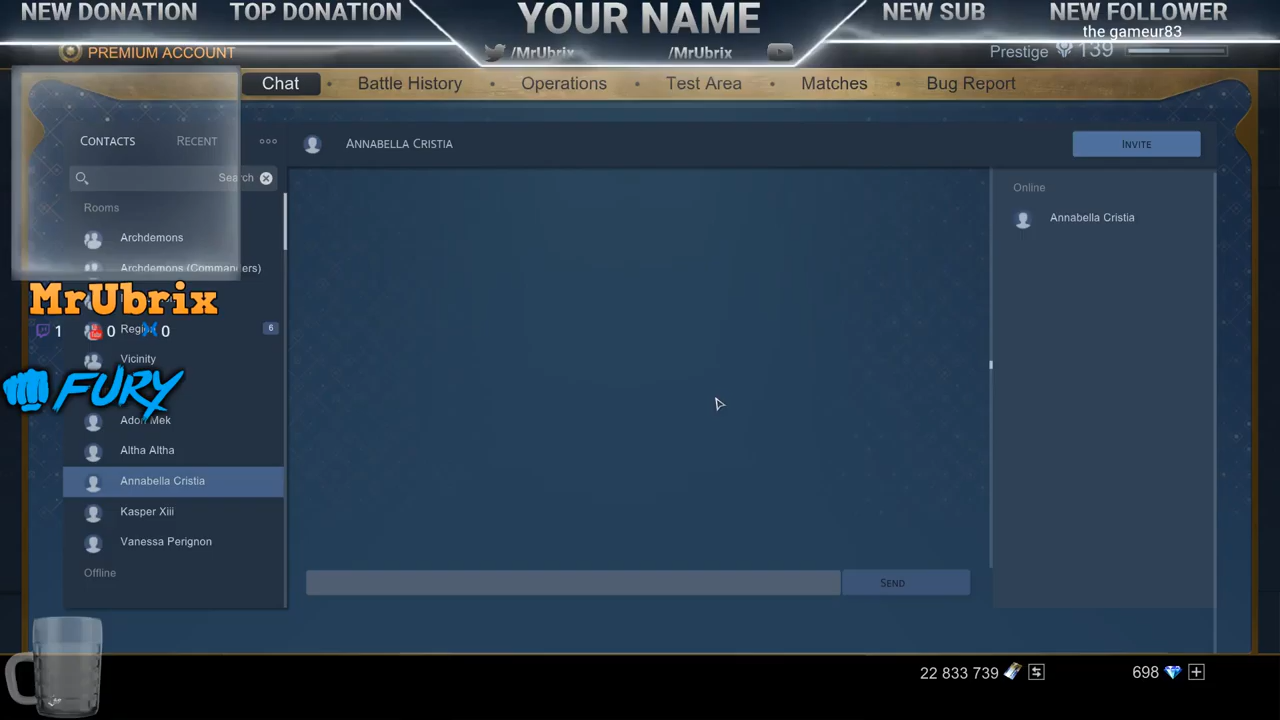 NEW DONATION TOP DONATION YOUR NAME NEW SUB NEW FOLLOWER
the gameur83
PREMIUM ACCOUNT /MrUbrix /MrUbrix Prestige 139
Chat • Battle History • Operations • Test Area • Matches • Bug Report
CONTACTS RECENT ANNABELLA CRISTIA INVITE
Search Online
Rooms Annabella Cristia
Archdemons
Archdemons (Commanders)
MrUbrix
1 0 0 6
Vicinity
FURY
Adon Mek
Altha Altha
Annabella Cristia
Kasper Xiii
Vanessa Perignon
Offline SEND
22 833 739 698